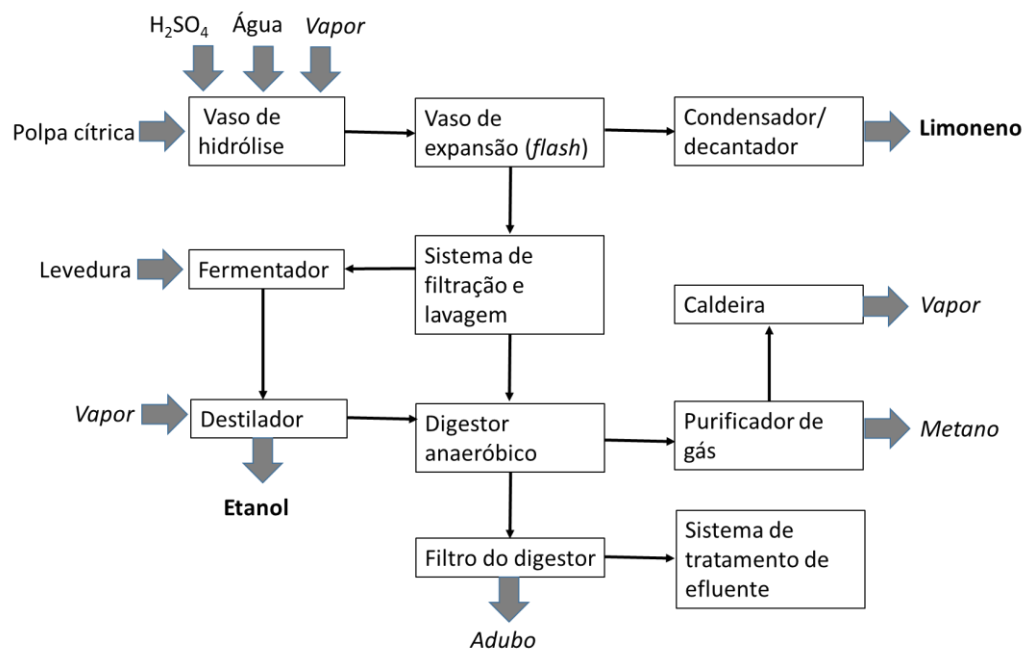 H₂SO₄ Água Vapor
Polpa cítrica
Vaso de
hidrólise
Vaso de
expansão (flash)
Condensador/
decantador
Limoneno
Levedura
Fermentador
Sistema de
filtração e
lavagem
Caldeira
Vapor
Vapor
Destilador
Digestor
anaeróbico
Purificador de
gás
Metano
Etanol
Filtro do digestor
Sistema de
tratamento de
efluente
Adubo